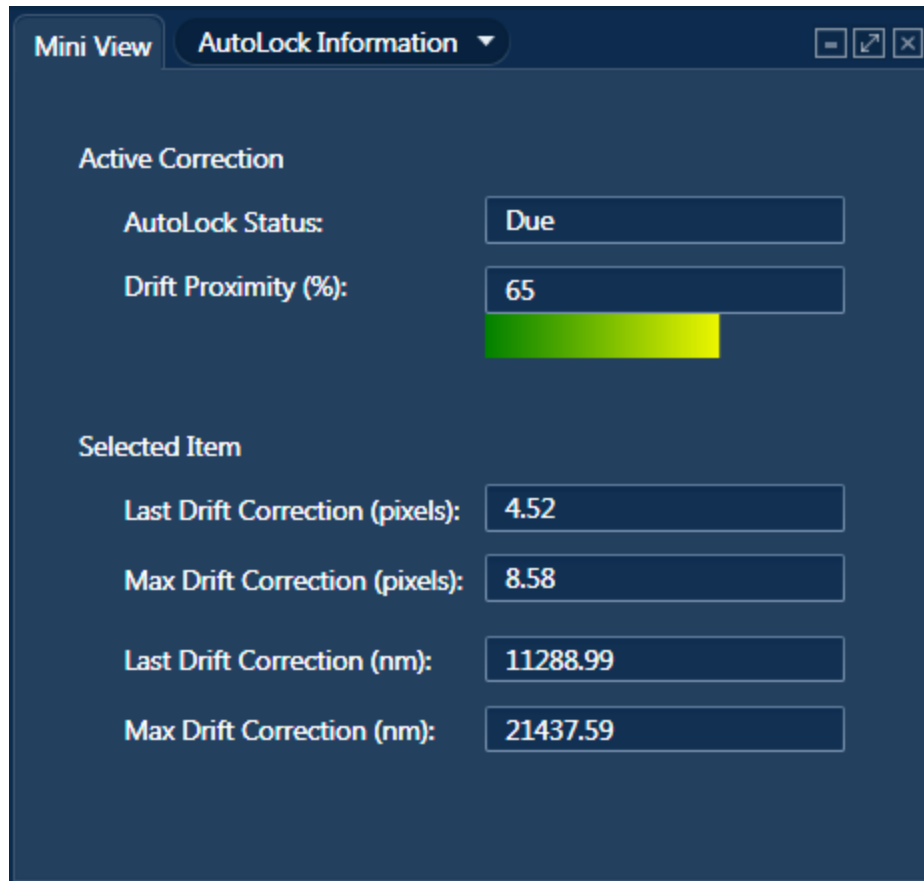 Mini View AutoLock Information
Active Correction
AutoLock Status: Due
Drift Proximity (%): 65
Selected Item
Last Drift Correction (pixels): 4.52
Max Drift Correction (pixels): 8.58
Last Drift Correction (nm): 11288.99
Max Drift Correction (nm): 21437.59